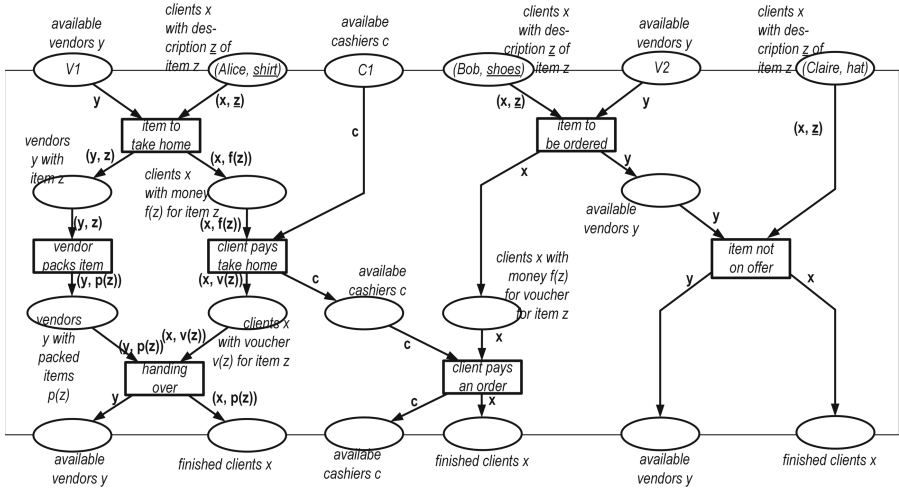 available
vendors y
clients x
with des-
cription z of
item z
availabe
cashiers c
clients x
with des-
cription z of
item z
available
vendors y
clients x
with des-
cription z of
item z
V1
(Alice, shirt)
C1
(Bob, shoes)
V2
(Claire, hat)
y
(x, z)
c
(x, z)
y
(x, z)
item to
take home
item to
be ordered
vendors
y with
item z
(y, z)
(x, f(z))
clients x
with money
f(z) for item z
x
y
available
vendors y
(y, z)
(x, f(z))
y
vendor
packs item
client pays
take home
item not
on offer
(y, p(z))
(x, v(z))
c
availabe
cashiers c
clients x with
money f(z)
for voucher
for item z
y
x
vendors
y with
packed
items
p(z)
(y, p(z))
(x, v(z))
clients x
with voucher
v(z) for item z
c
x
handing
over
client pays
an order
y
(x, p(z))
c
x
available
vendors y
finished clients x
availabe
cashiers c
finished clients x
available
vendors y
finished clients x